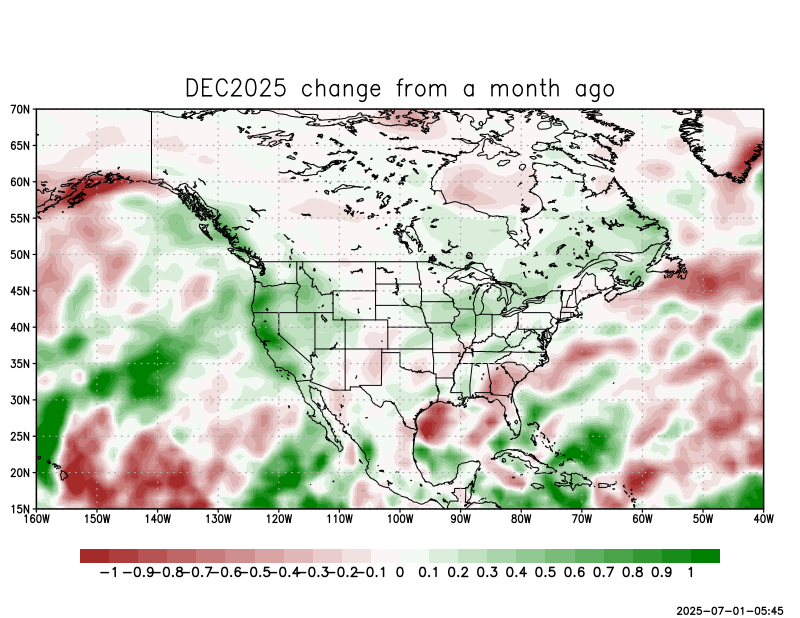 DEC2025 change from a month ago
70N
65N
60N
55N
50N
45N
40N
35N
30N
25N
20N
15N
160W 150W 140W 130W 120W 110W 100W 90W 80W 70W 60W 50W 40W
-1 -0.9 -0.8 -0.7 -0.6 -0.5 -0.4 -0.3 -0.2 -0.1 0 0.1 0.2 0.3 0.4 0.5 0.6 0.7 0.8 0.9 1
2025-07-01-05:45